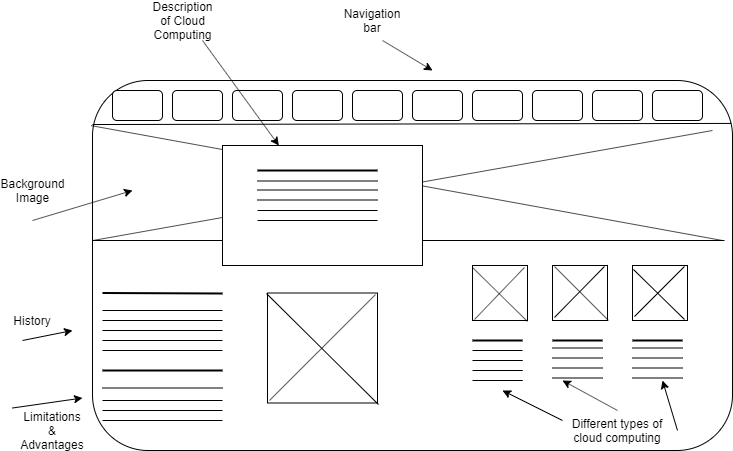 Description
of Cloud
Computing
Navigation
bar
Background
Image
History
Limitations
&
Advantages
Different types of
cloud computing